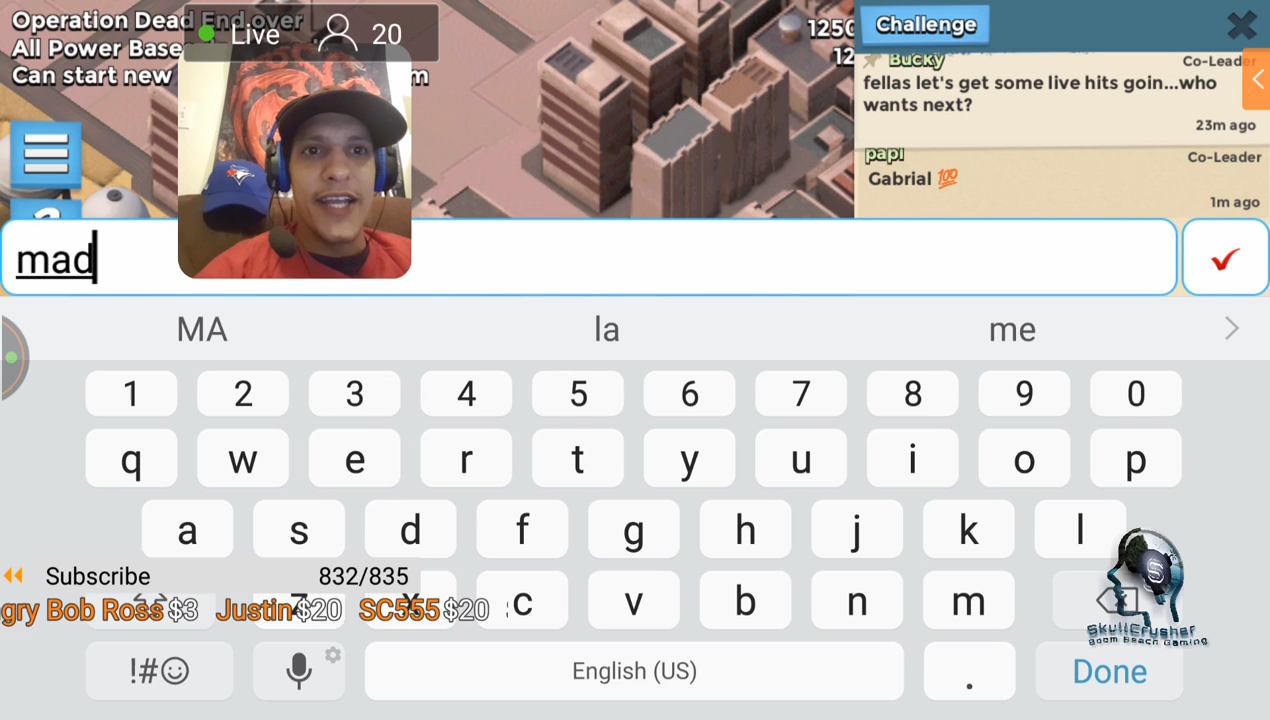 Operation Dead End over
All Power Base
Can start new
m
Live
20
1250
12
Challenge
Bucky
Co-Leader
fellas let's get some live hits goin...who
wants next?
23m ago
papi
Co-Leader
Gabrial 💯
1m ago
mad
MA
la
me
1 2 3 4 5 6 7 8 9 0
q w e r t y u i o p
a s d f g h j k l
Subscribe
832/835
gry Bob Ross $3 Justin $20 SC555 $20
z x c v b n m
SkullCrusher
Boom Beach Gaming
!#☺
English (US)
.
Done